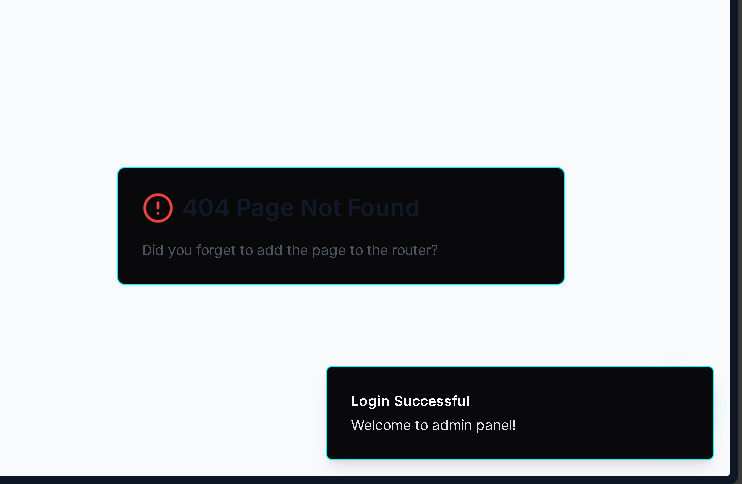 404 Page Not Found
Did you forget to add the page to the router?
Login Successful
Welcome to admin panel!